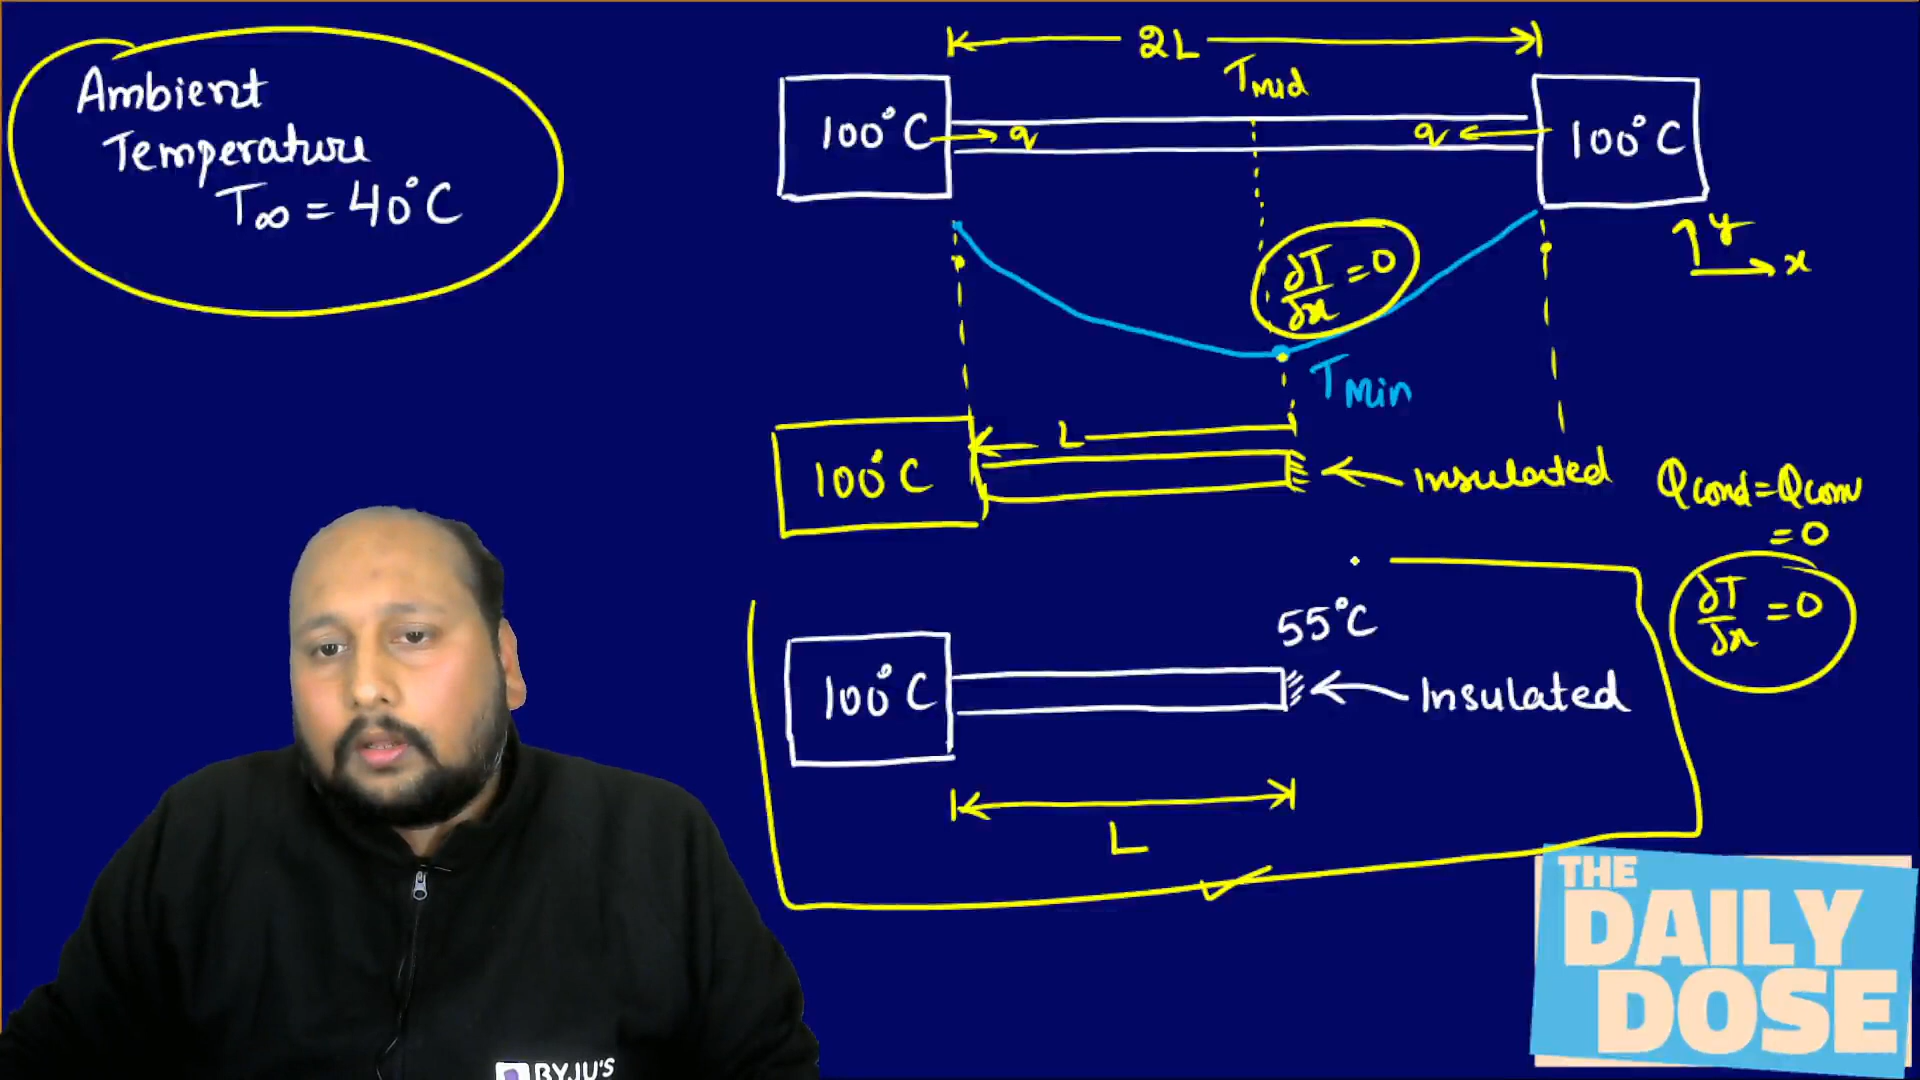 Ambient
Temperature
T∞ = 40°C
2L
Tmid
100°C
q
q
100°C
∂T/∂x = 0
y
x
TMin
L
100°C
Insulated
Qcond = Qconv
= 0
∂T/∂x = 0
55°C
100°C
Insulated
L
THE
DAILY
DOSE
BYJU'S